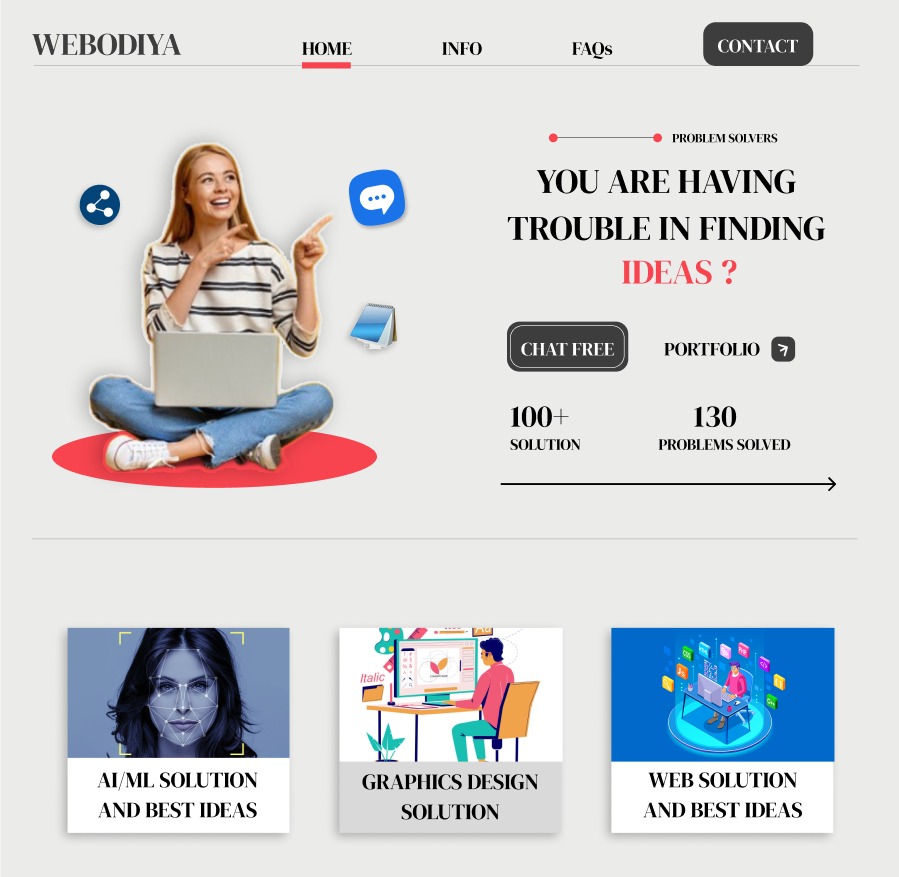 WEBODIYA
HOME
INFO
FAQs
CONTACT
PROBLEM SOLVERS
YOU ARE HAVING
TROUBLE IN FINDING
IDEAS ?
CHAT FREE
PORTFOLIO
100+
SOLUTION
130
PROBLEMS SOLVED
Italic
AI/ML SOLUTION
AND BEST IDEAS
GRAPHICS DESIGN
SOLUTION
WEB SOLUTION
AND BEST IDEAS